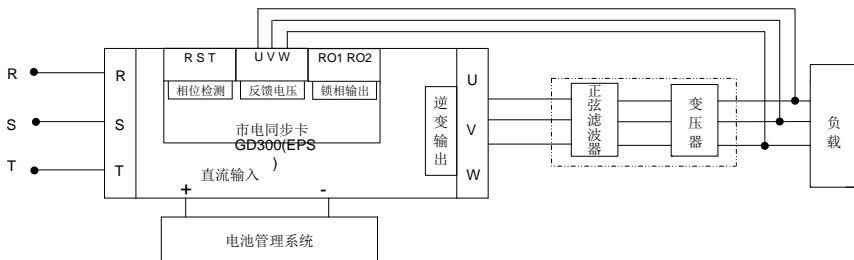 R S T
U V W
RO1 RO2
相位检测
反馈电压
锁相输出
市电同步卡
GD300(EPS
)
直流输入
+
-
R
S
T
R
S
T
逆变输出
U
V
W
正弦滤波器
变压器
负载
电池管理系统